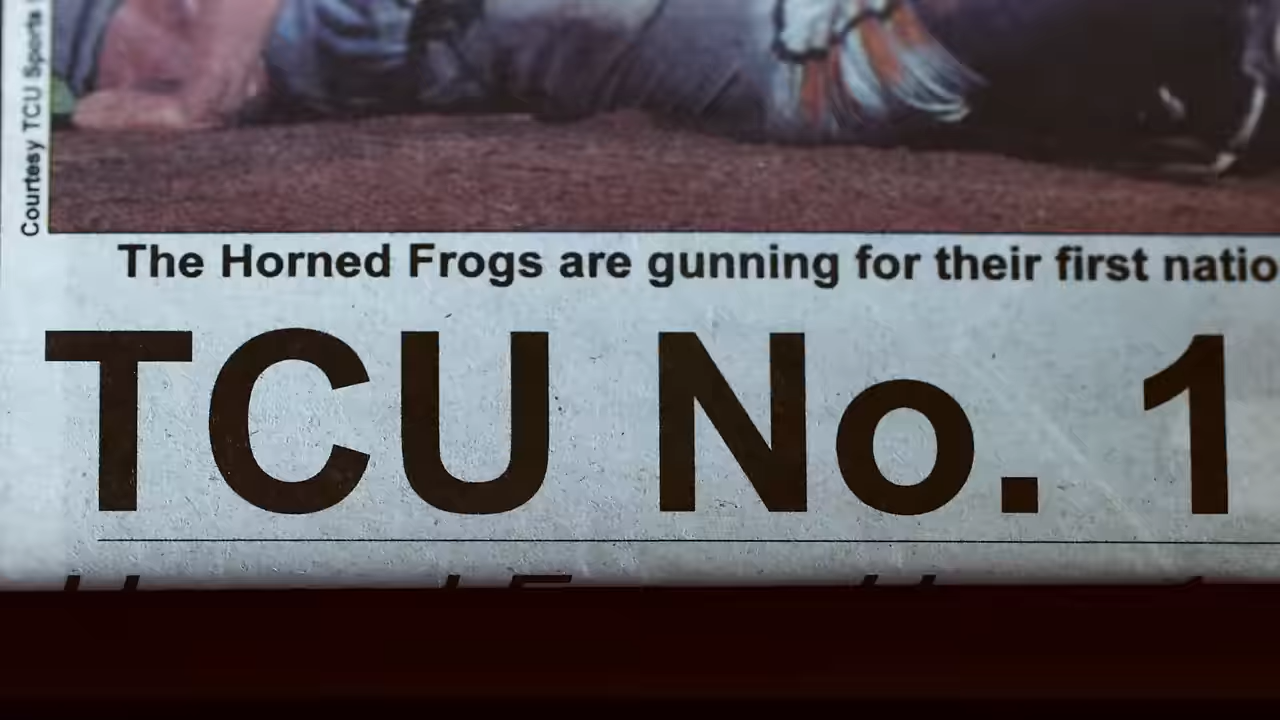 Courtesy TCU Sports
The Horned Frogs are gunning for their first natio
TCU No. 1